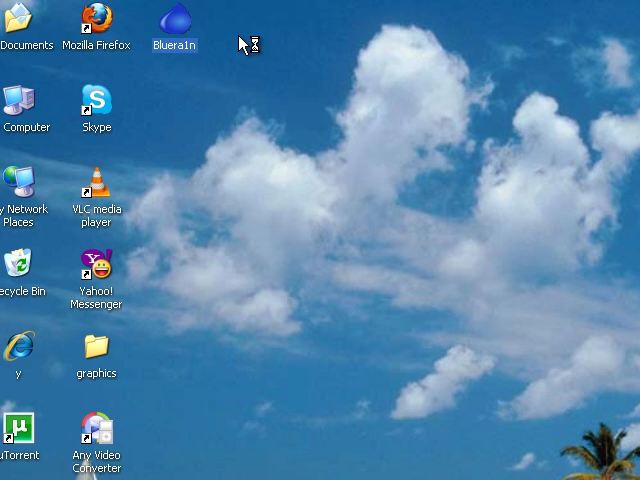 Documents
Mozilla Firefox
Bluera1n
Computer
Skype
y Network
Places
VLC media
player
ecycle Bin
Yahoo!
Messenger
y
graphics
uTorrent
Any Video
Converter